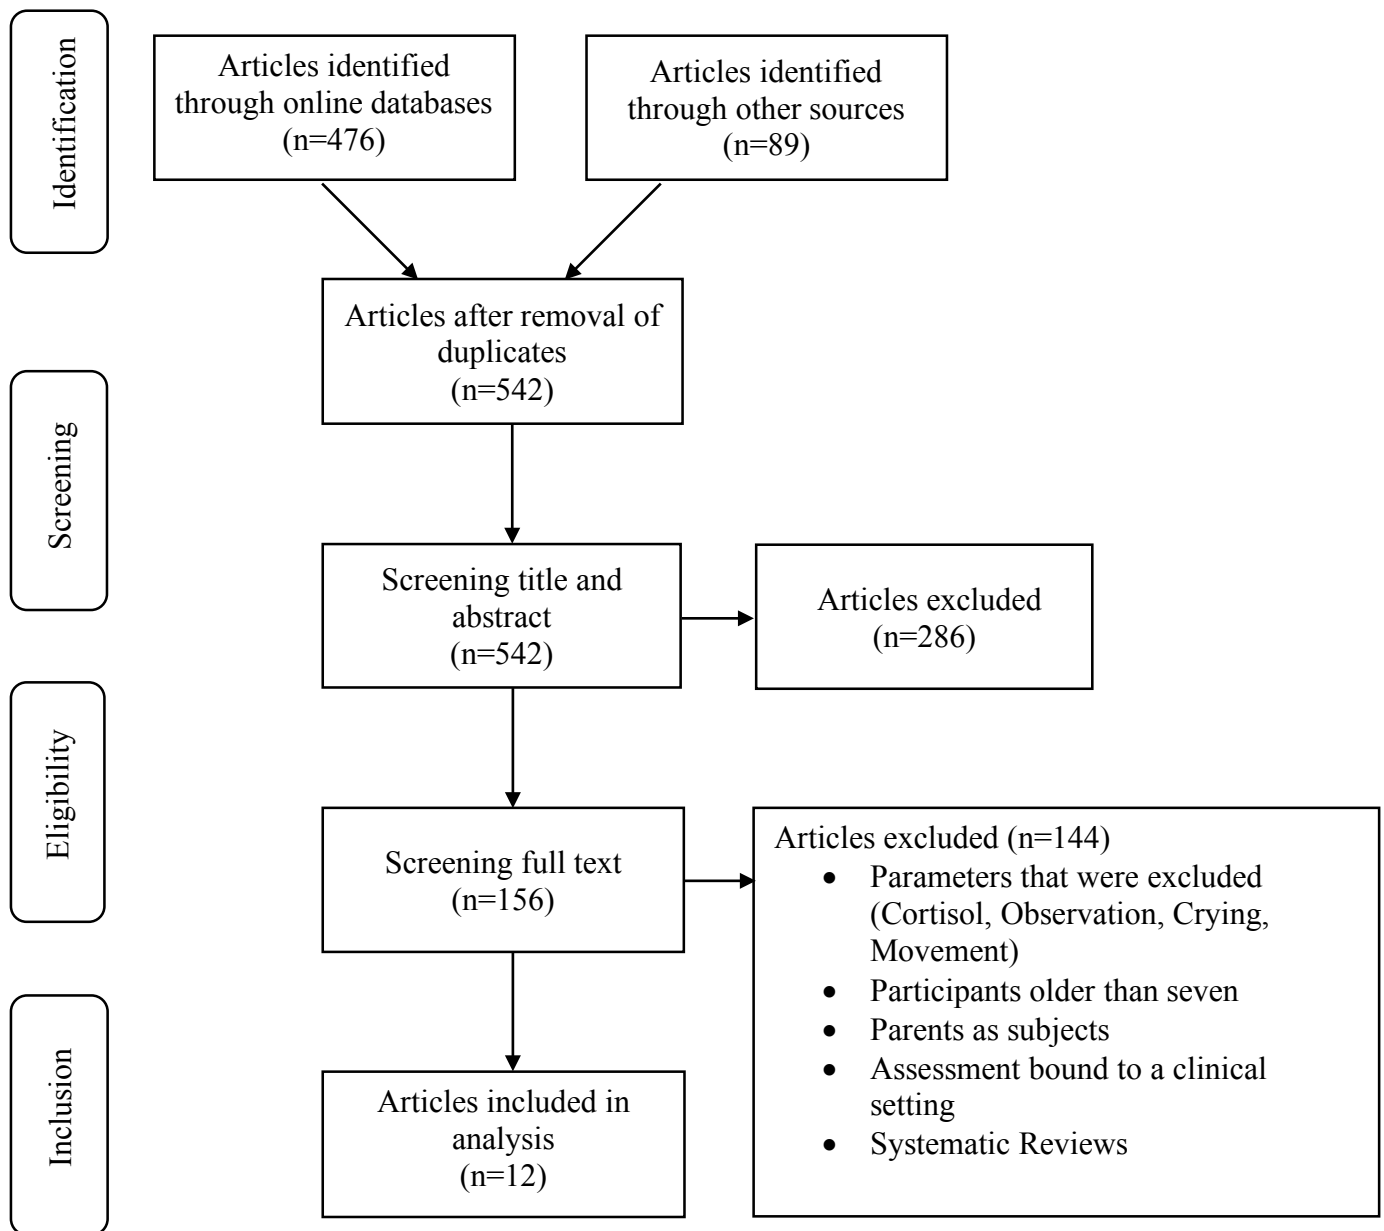 Identification
Articles identified
through online databases
(n=476)
Articles identified
through other sources
(n=89)
Articles after removal of
duplicates
(n=542)
Screening
Screening title and
abstract
(n=542)
Articles excluded
(n=286)
Eligibility
Screening full text
(n=156)
Articles excluded (n=144)
• Parameters that were excluded
(Cortisol, Observation, Crying,
Movement)
• Participants older than seven
• Parents as subjects
• Assessment bound to a clinical
setting
• Systematic Reviews
Inclusion
Articles included in
analysis
(n=12)